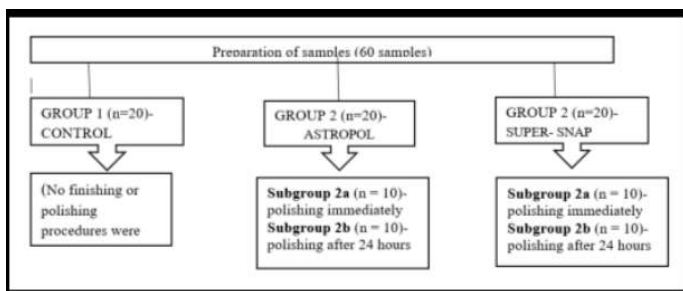 Preparation of samples (60 samples)
GROUP 1 (n=20)-
CONTROL
GROUP 2 (n=20)-
ASTROPOL
GROUP 2 (n=20)-
SUPER- SNAP
(No finishing or
polishing
procedures were
Subgroup 2a (n = 10)-
polishing immediately
Subgroup 2b (n = 10)-
polishing after 24 hours
Subgroup 2a (n = 10)-
polishing immediately
Subgroup 2b (n = 10)-
polishing after 24 hours